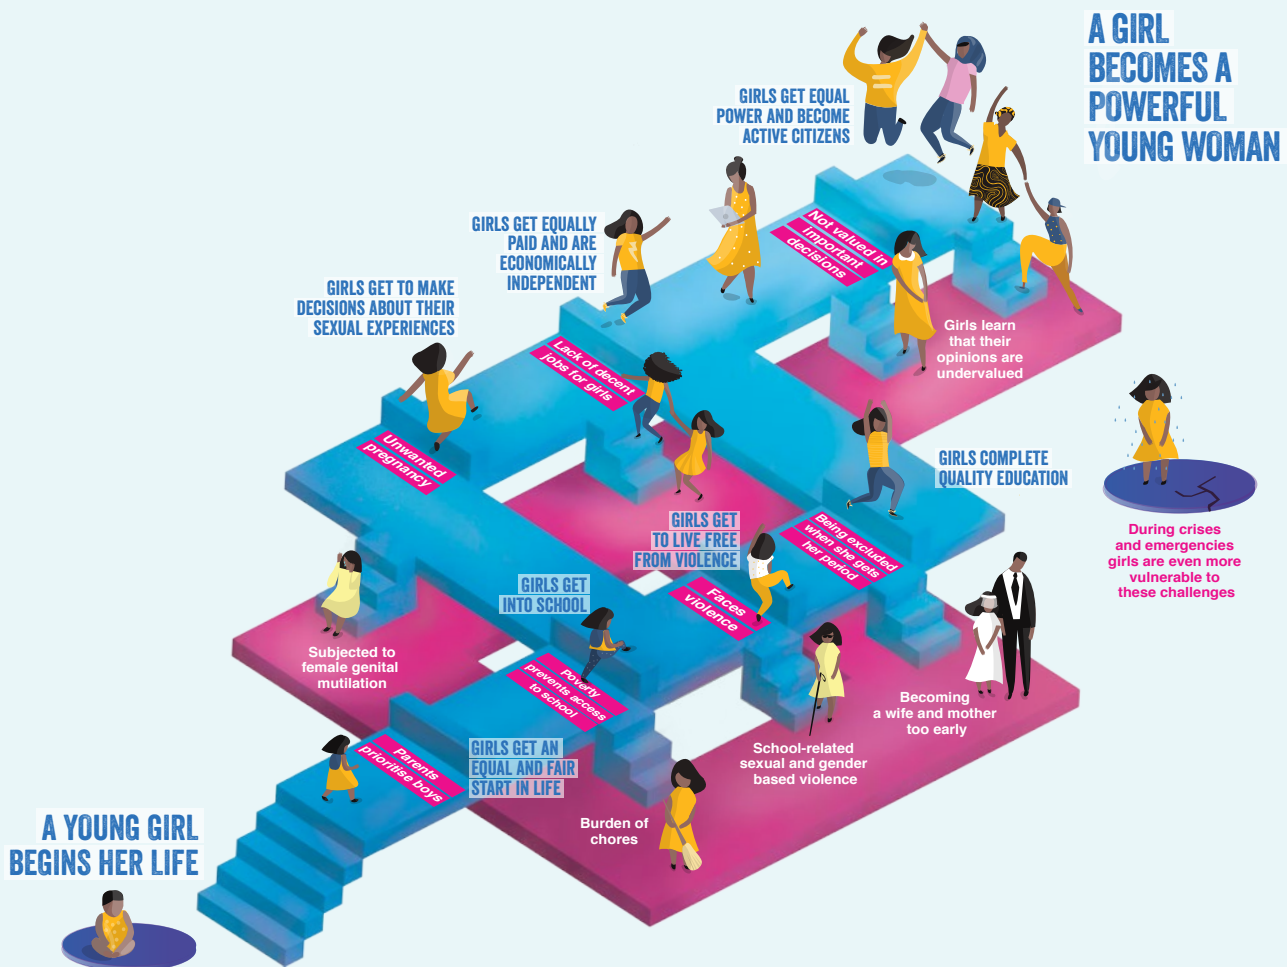 A GIRL
BECOMES A
POWERFUL
YOUNG WOMAN
GIRLS GET EQUAL
POWER AND BECOME
ACTIVE CITIZENS
Not valued in
important
decisions
GIRLS GET EQUALLY
PAID AND ARE
ECONOMICALLY
INDEPENDENT
GIRLS GET TO MAKE
DECISIONS ABOUT THEIR
SEXUAL EXPERIENCES
Girls learn
that their
opinions are
undervalued
Lack of decent
jobs for girls
Unwanted
pregnancy
GIRLS COMPLETE
QUALITY EDUCATION
During crises
and emergencies
girls are even more
vulnerable to
these challenges
GIRLS GET
TO LIVE FREE
FROM VIOLENCE
Being excluded
when she gets
her period
GIRLS GET
INTO SCHOOL
Faces
violence
Subjected to
female genital
mutilation
Poverty
prevents access
to school
Becoming
a wife and mother
too early
School-related
sexual and gender
based violence
Parents
prioritise boys
GIRLS GET AN
EQUAL AND FAIR
START IN LIFE
Burden of
chores
A YOUNG GIRL
BEGINS HER LIFE